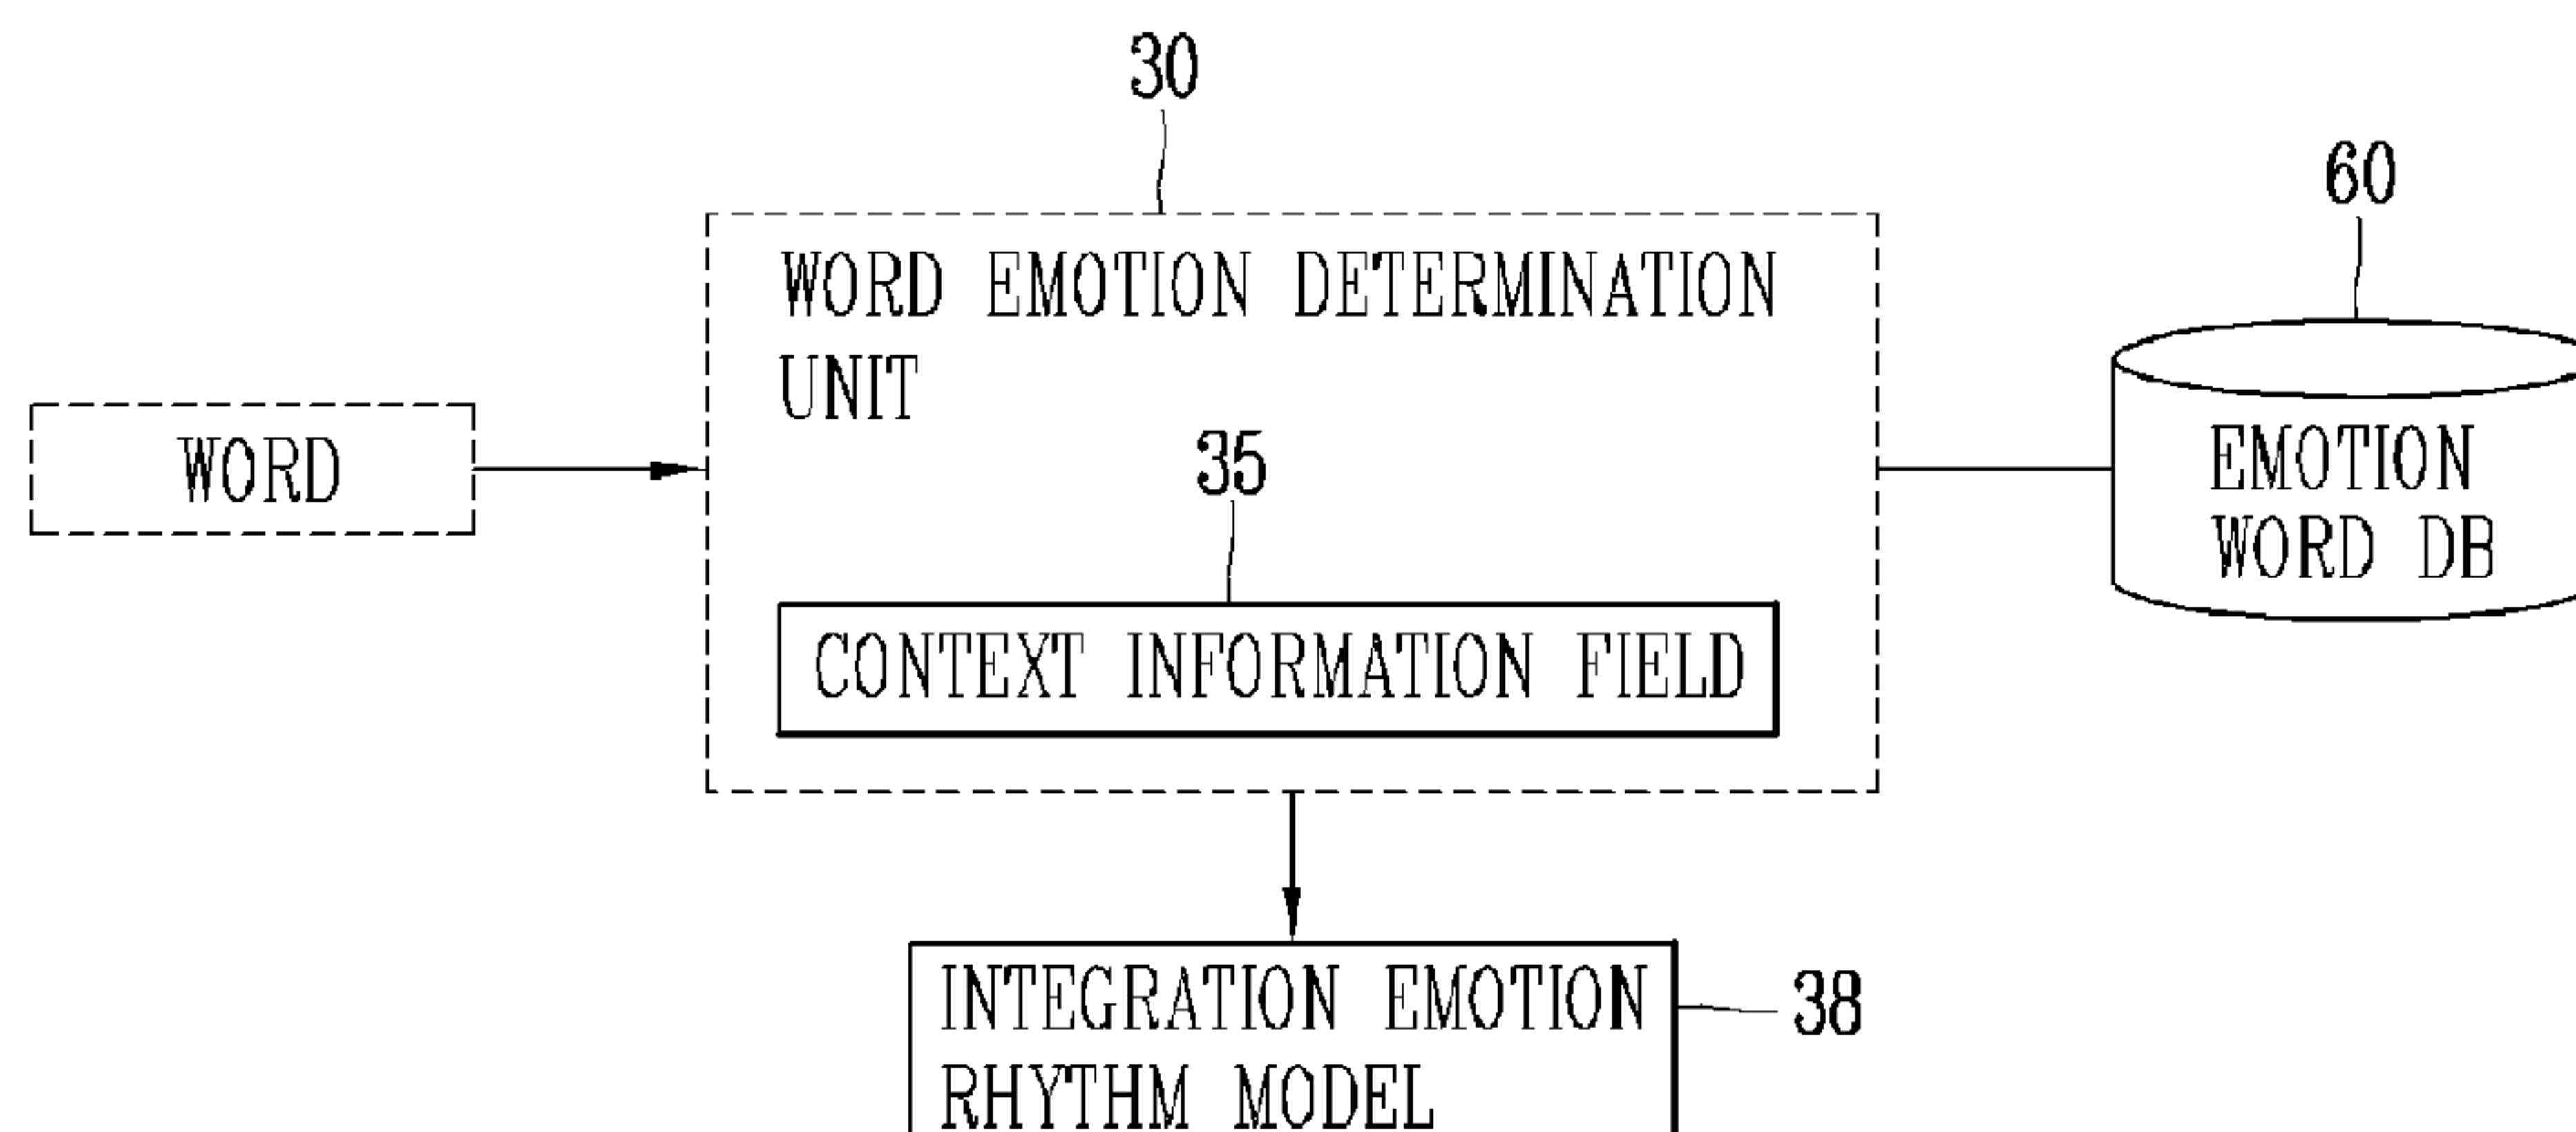 30
60
WORD EMOTION DETERMINATION
UNIT
WORD
35
EMOTION
WORD DB
CONTEXT INFORMATION FIELD
INTEGRATION EMOTION
RHYTHM MODEL
38